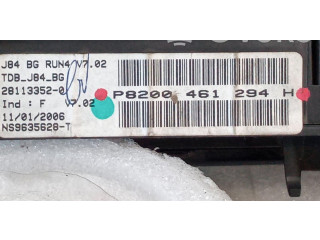 J84 BG RUN4 V7.02
TDB_J84_BG
28113352-0
Ind : F V7.02
11/01/2006
NS9635628-T
P8200 461 294 H